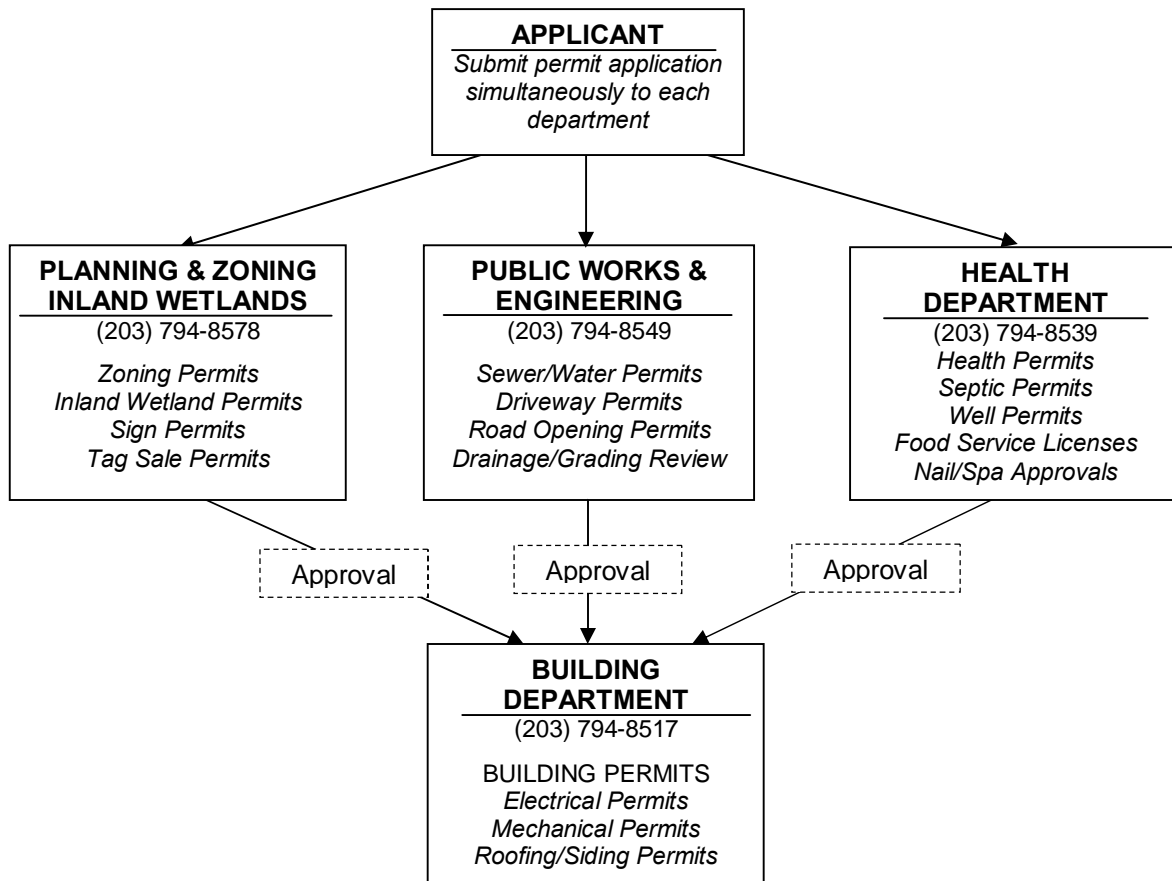 APPLICANT
Submit permit application
simultaneously to each
department
PLANNING & ZONING
INLAND WETLANDS
(203) 794-8578
Zoning Permits
Inland Wetland Permits
Sign Permits
Tag Sale Permits
PUBLIC WORKS &
ENGINEERING
(203) 794-8549
Sewer/Water Permits
Driveway Permits
Road Opening Permits
Drainage/Grading Review
HEALTH
DEPARTMENT
(203) 794-8539
Health Permits
Septic Permits
Well Permits
Food Service Licenses
Nail/Spa Approvals
Approval
Approval
Approval
BUILDING
DEPARTMENT
(203) 794-8517
BUILDING PERMITS
Electrical Permits
Mechanical Permits
Roofing/Siding Permits